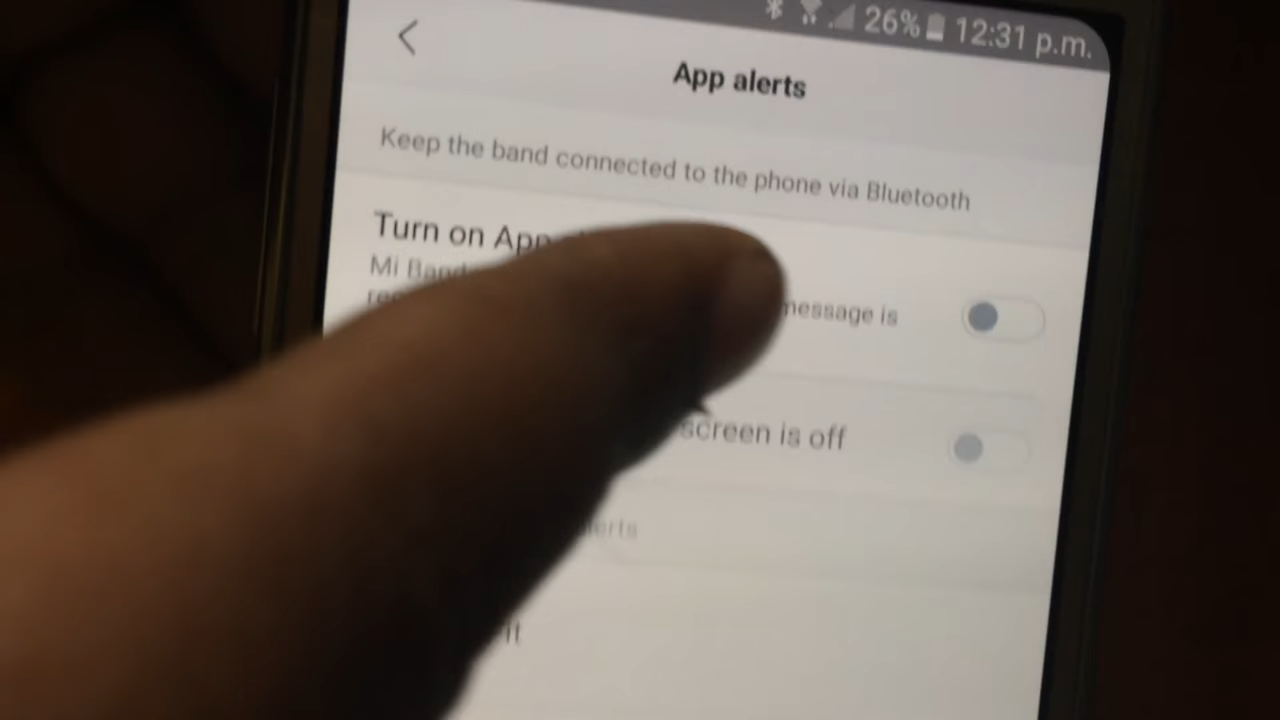 26% 12:31 p.m.
App alerts
Keep the band connected to the phone via Bluetooth
Turn on App
Mi Band
message is
screen is off